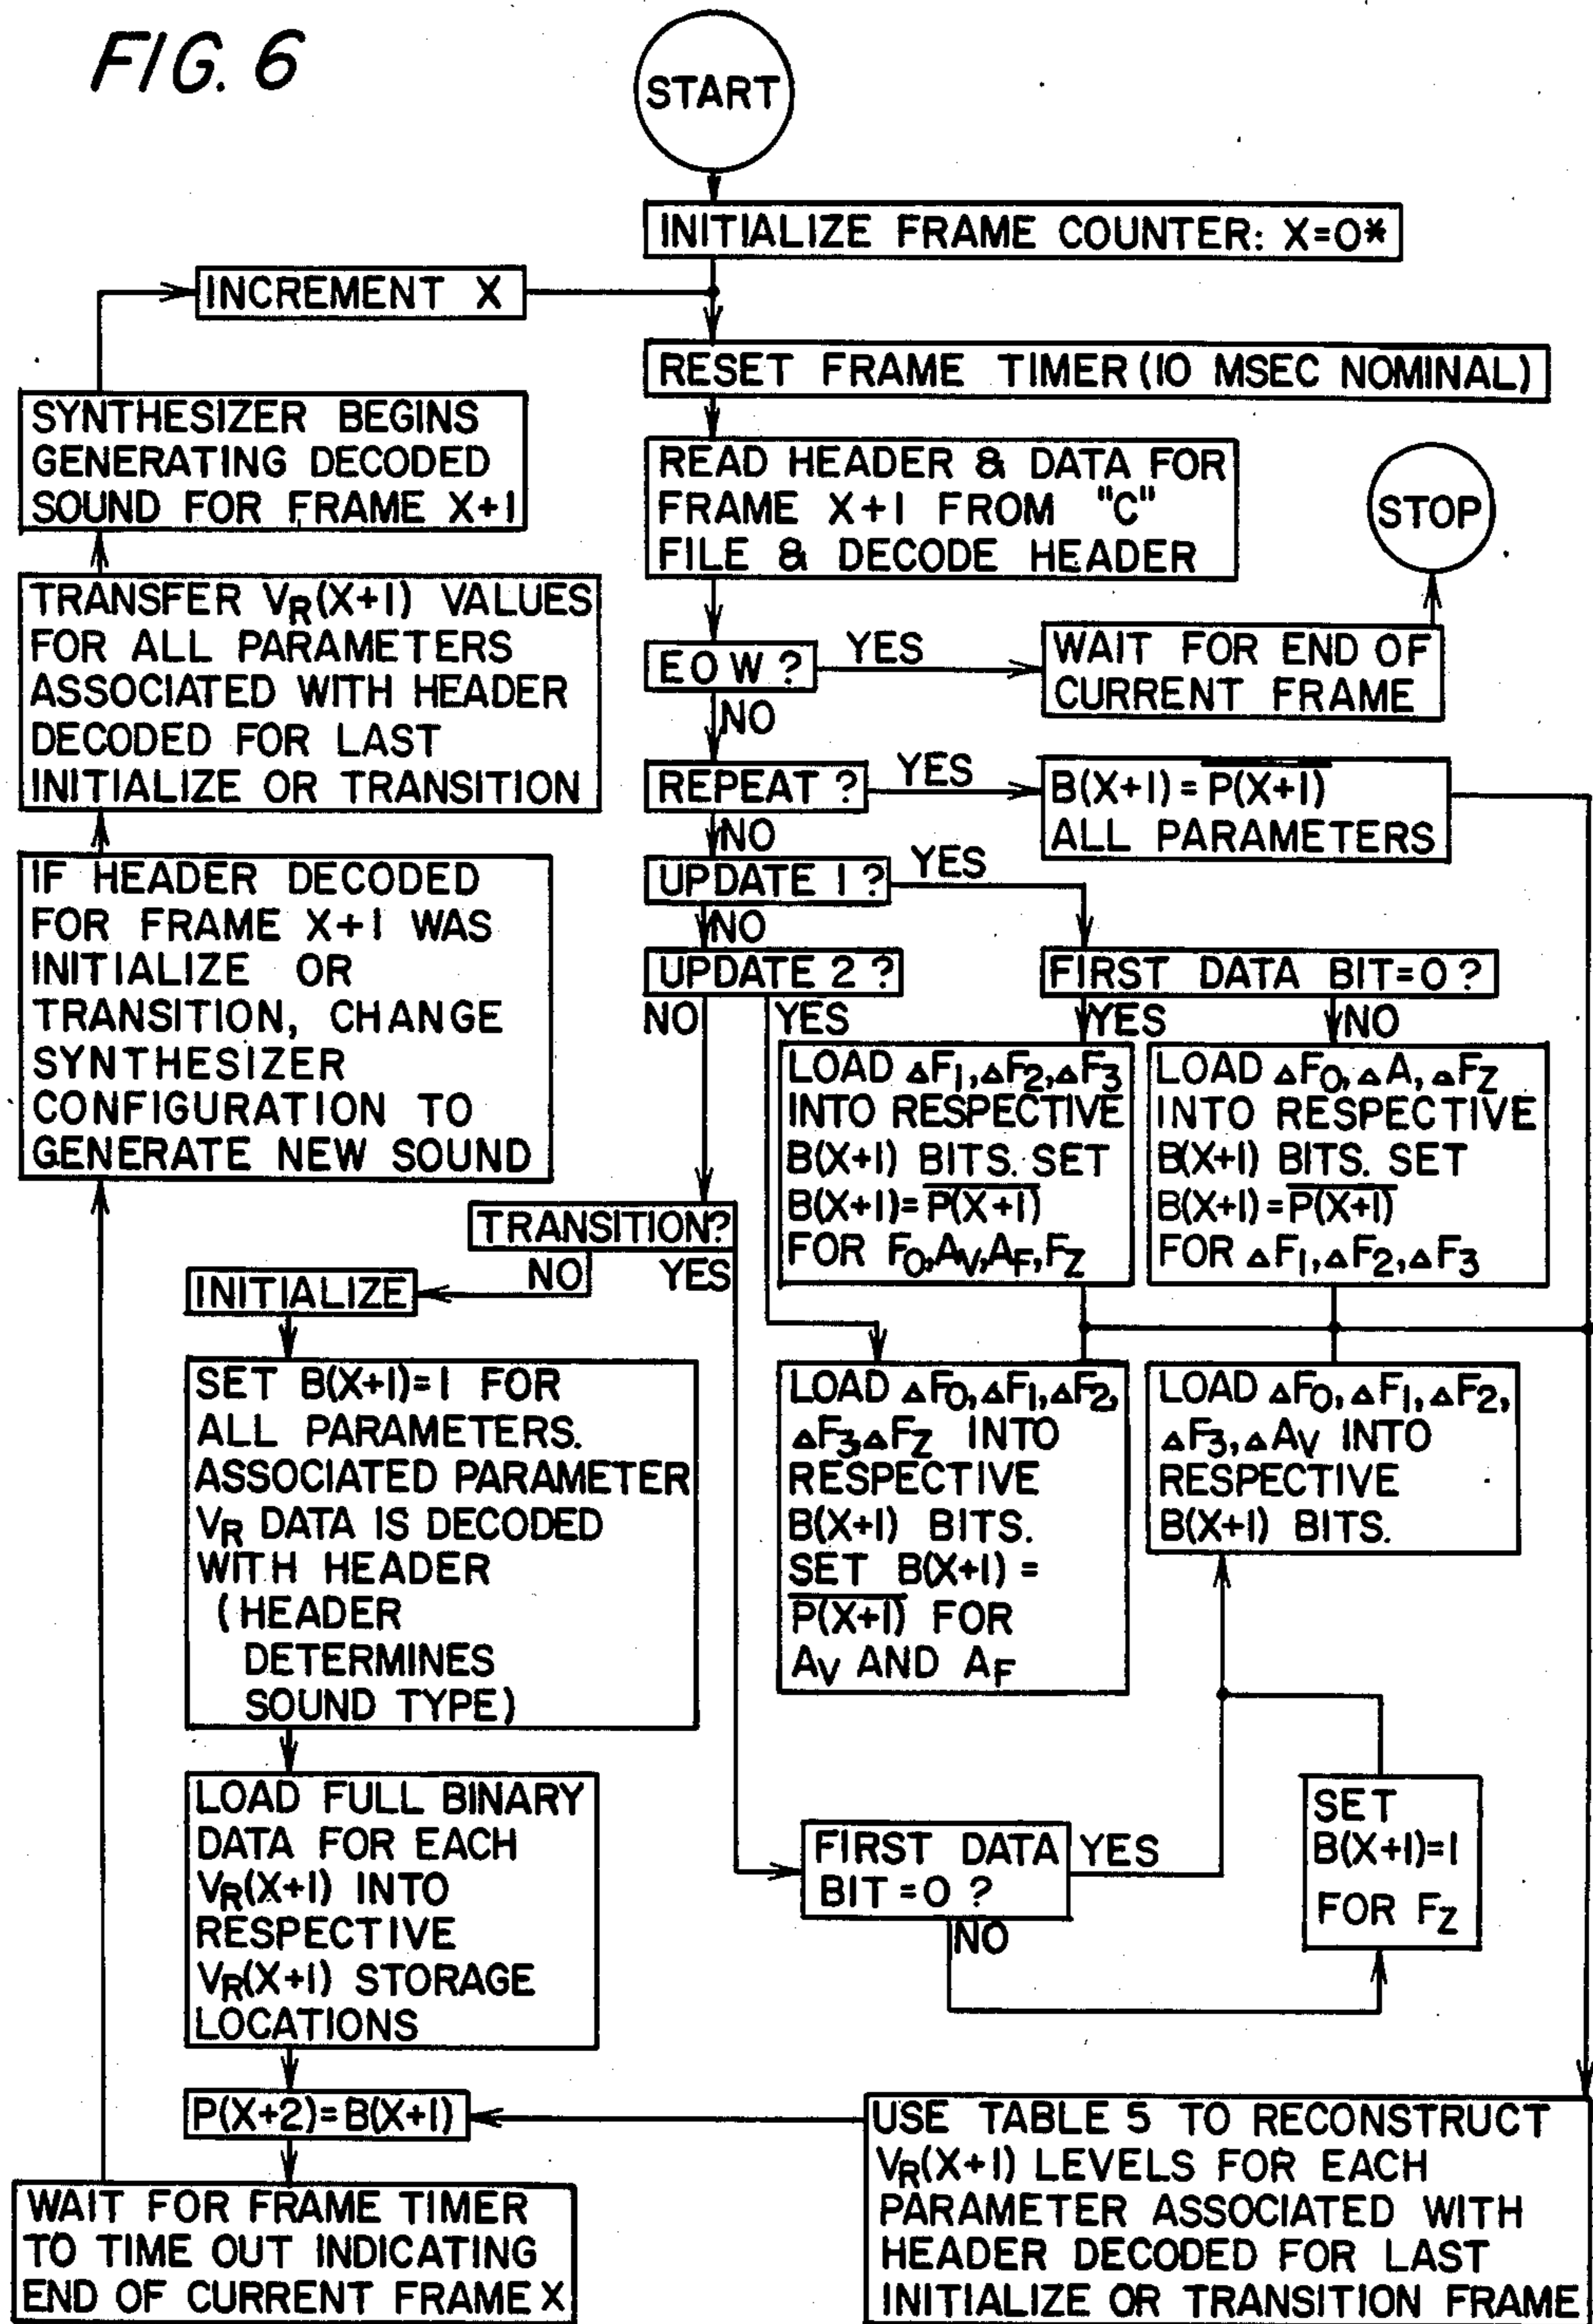 FIG. 6
START
INITIALIZE FRAME COUNTER: X=0*
INCREMENT X
RESET FRAME TIMER (10 MSEC NOMINAL)
SYNTHESIZER BEGINS
GENERATING DECODED
SOUND FOR FRAME X+1
READ HEADER & DATA FOR
FRAME X+1 FROM "C"
FILE & DECODE HEADER
STOP
TRANSFER VR(X+1) VALUES
FOR ALL PARAMETERS
ASSOCIATED WITH HEADER
DECODED FOR LAST
INITIALIZE OR TRANSITION
EOW?
YES
WAIT FOR END OF
CURRENT FRAME
NO
REPEAT?
YES
B(X+1) = P̅(̅X̅+̅1̅)̅
ALL PARAMETERS
NO
UPDATE 1?
YES
IF HEADER DECODED
FOR FRAME X+1 WAS
INITIALIZE OR
TRANSITION, CHANGE
SYNTHESIZER
CONFIGURATION TO
GENERATE NEW SOUND
NO
UPDATE 2?
FIRST DATA BIT=0?
NO
YES
YES
NO
LOAD ΔF1,ΔF2,ΔF3
INTO RESPECTIVE
B(X+1) BITS. SET
B(X+1)=P̅(̅X̅+̅1̅)̅
FOR F0,AV,AF,FZ
LOAD ΔF0,ΔA,ΔFZ
INTO RESPECTIVE
B(X+1) BITS. SET
B(X+1)=P̅(̅X̅+̅1̅)̅
FOR ΔF1,ΔF2,ΔF3
TRANSITION?
NO
YES
INITIALIZE
SET B(X+1)=1 FOR
ALL PARAMETERS.
ASSOCIATED PARAMETER
VR DATA IS DECODED
WITH HEADER
(HEADER
DETERMINES
SOUND TYPE)
LOAD ΔF0,ΔF1,ΔF2,
ΔF3ΔFZ INTO
RESPECTIVE
B(X+1) BITS.
SET B(X+1) =
P̅(̅X̅+̅1̅)̅ FOR
AV AND AF
LOAD ΔF0,ΔF1,ΔF2,
ΔF3,ΔAV INTO
RESPECTIVE
B(X+1) BITS.
LOAD FULL BINARY
DATA FOR EACH
VR(X+1) INTO
RESPECTIVE
VR(X+1) STORAGE
LOCATIONS
FIRST DATA
BIT=0?
YES
NO
SET
B(X+1)=1
FOR FZ
P(X+2)=B(X+1)
USE TABLE 5 TO RECONSTRUCT
VR(X+1) LEVELS FOR EACH
PARAMETER ASSOCIATED WITH
HEADER DECODED FOR LAST
INITIALIZE OR TRANSITION FRAME.
WAIT FOR FRAME TIMER
TO TIME OUT INDICATING
END OF CURRENT FRAME X